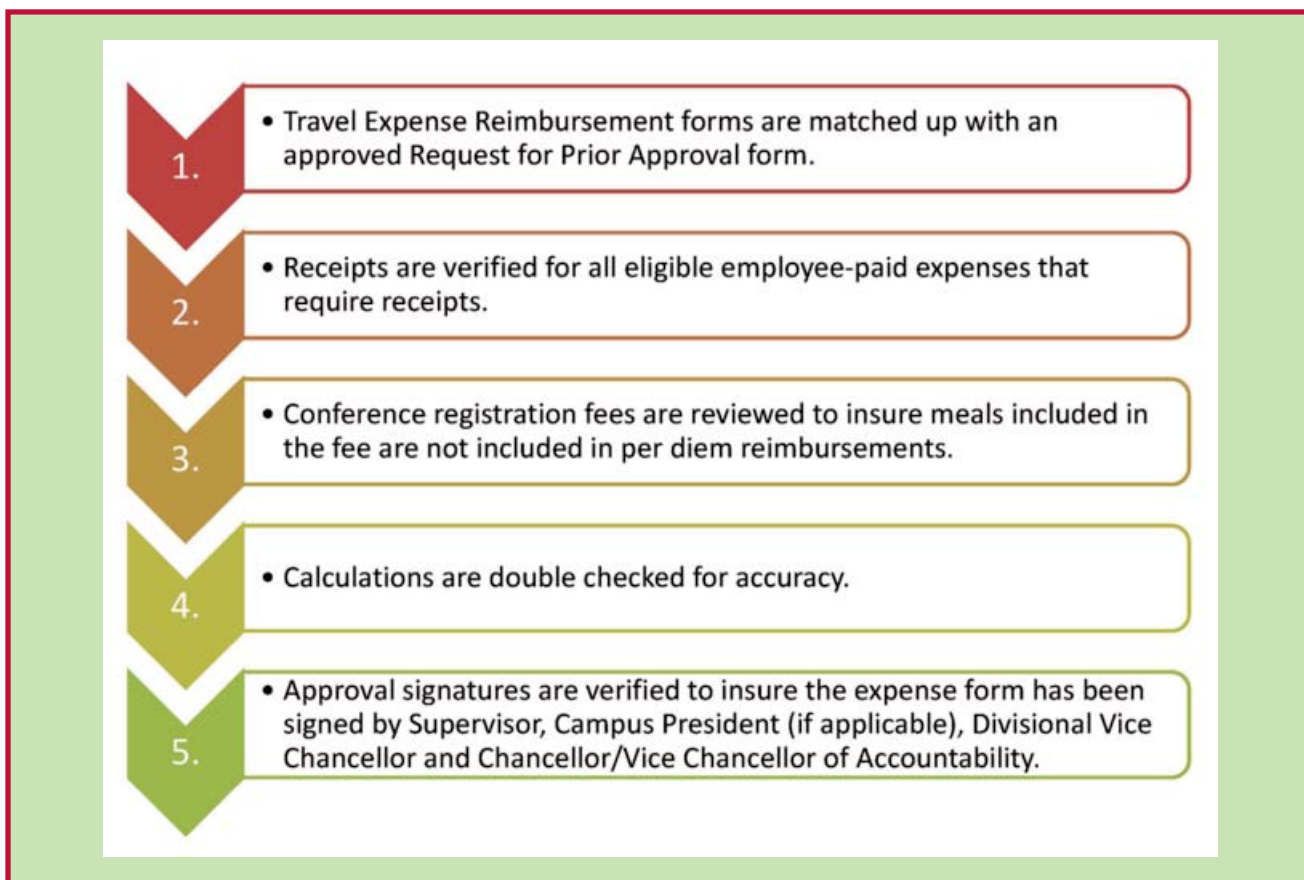 1.
• Travel Expense Reimbursement forms are matched up with an
approved Request for Prior Approval form.
2.
• Receipts are verified for all eligible employee-paid expenses that
require receipts.
3.
• Conference registration fees are reviewed to insure meals included in
the fee are not included in per diem reimbursements.
4.
• Calculations are double checked for accuracy.
5.
• Approval signatures are verified to insure the expense form has been
signed by Supervisor, Campus President (if applicable), Divisional Vice
Chancellor and Chancellor/Vice Chancellor of Accountability.